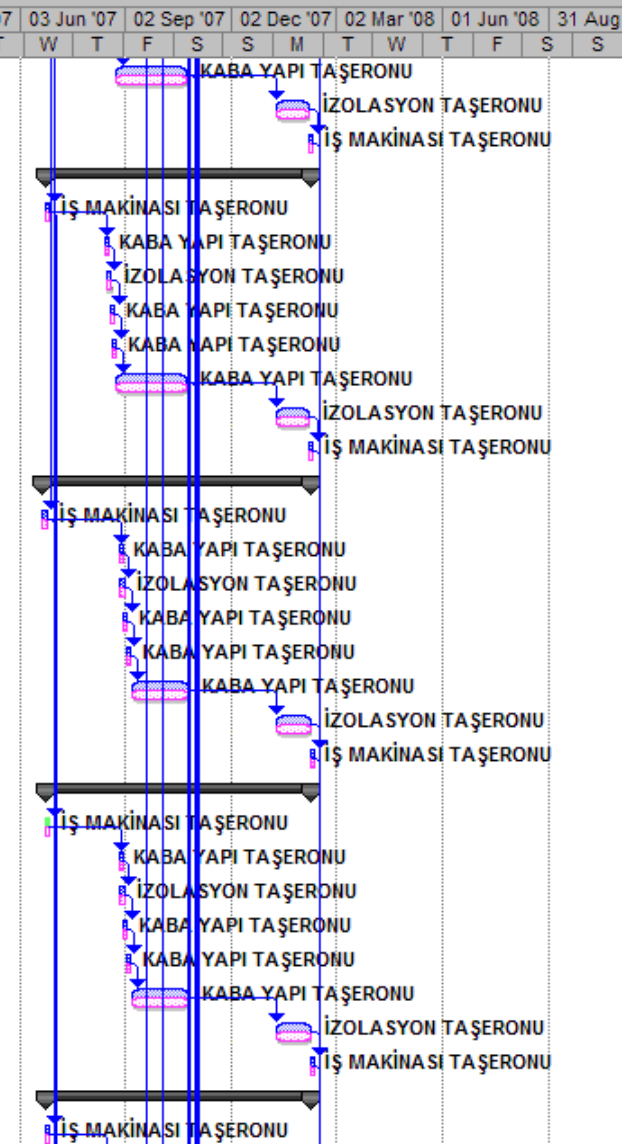 7 03 Jun '07 02 Sep '07 02 Dec '07 02 Mar '08 01 Jun '08 31 Aug
T W T F S S M T W T F S S
KABA YAPI TAŞERONU
İZOLASYON TAŞERONU
İŞ MAKİNASI TAŞERONU
İŞ MAKİNASI TAŞERONU
KABA YAPI TAŞERONU
İZOLASYON TAŞERONU
KABA YAPI TAŞERONU
KABA YAPI TAŞERONU
KABA YAPI TAŞERONU
İZOLASYON TAŞERONU
İŞ MAKİNASI TAŞERONU
İŞ MAKİNASI TAŞERONU
KABA YAPI TAŞERONU
İZOLASYON TAŞERONU
KABA YAPI TAŞERONU
KABA YAPI TAŞERONU
KABA YAPI TAŞERONU
İZOLASYON TAŞERONU
İŞ MAKİNASI TAŞERONU
İŞ MAKİNASI TAŞERONU
KABA YAPI TAŞERONU
İZOLASYON TAŞERONU
KABA YAPI TAŞERONU
KABA YAPI TAŞERONU
KABA YAPI TAŞERONU
İZOLASYON TAŞERONU
İŞ MAKİNASI TAŞERONU
İŞ MAKİNASI TAŞERONU